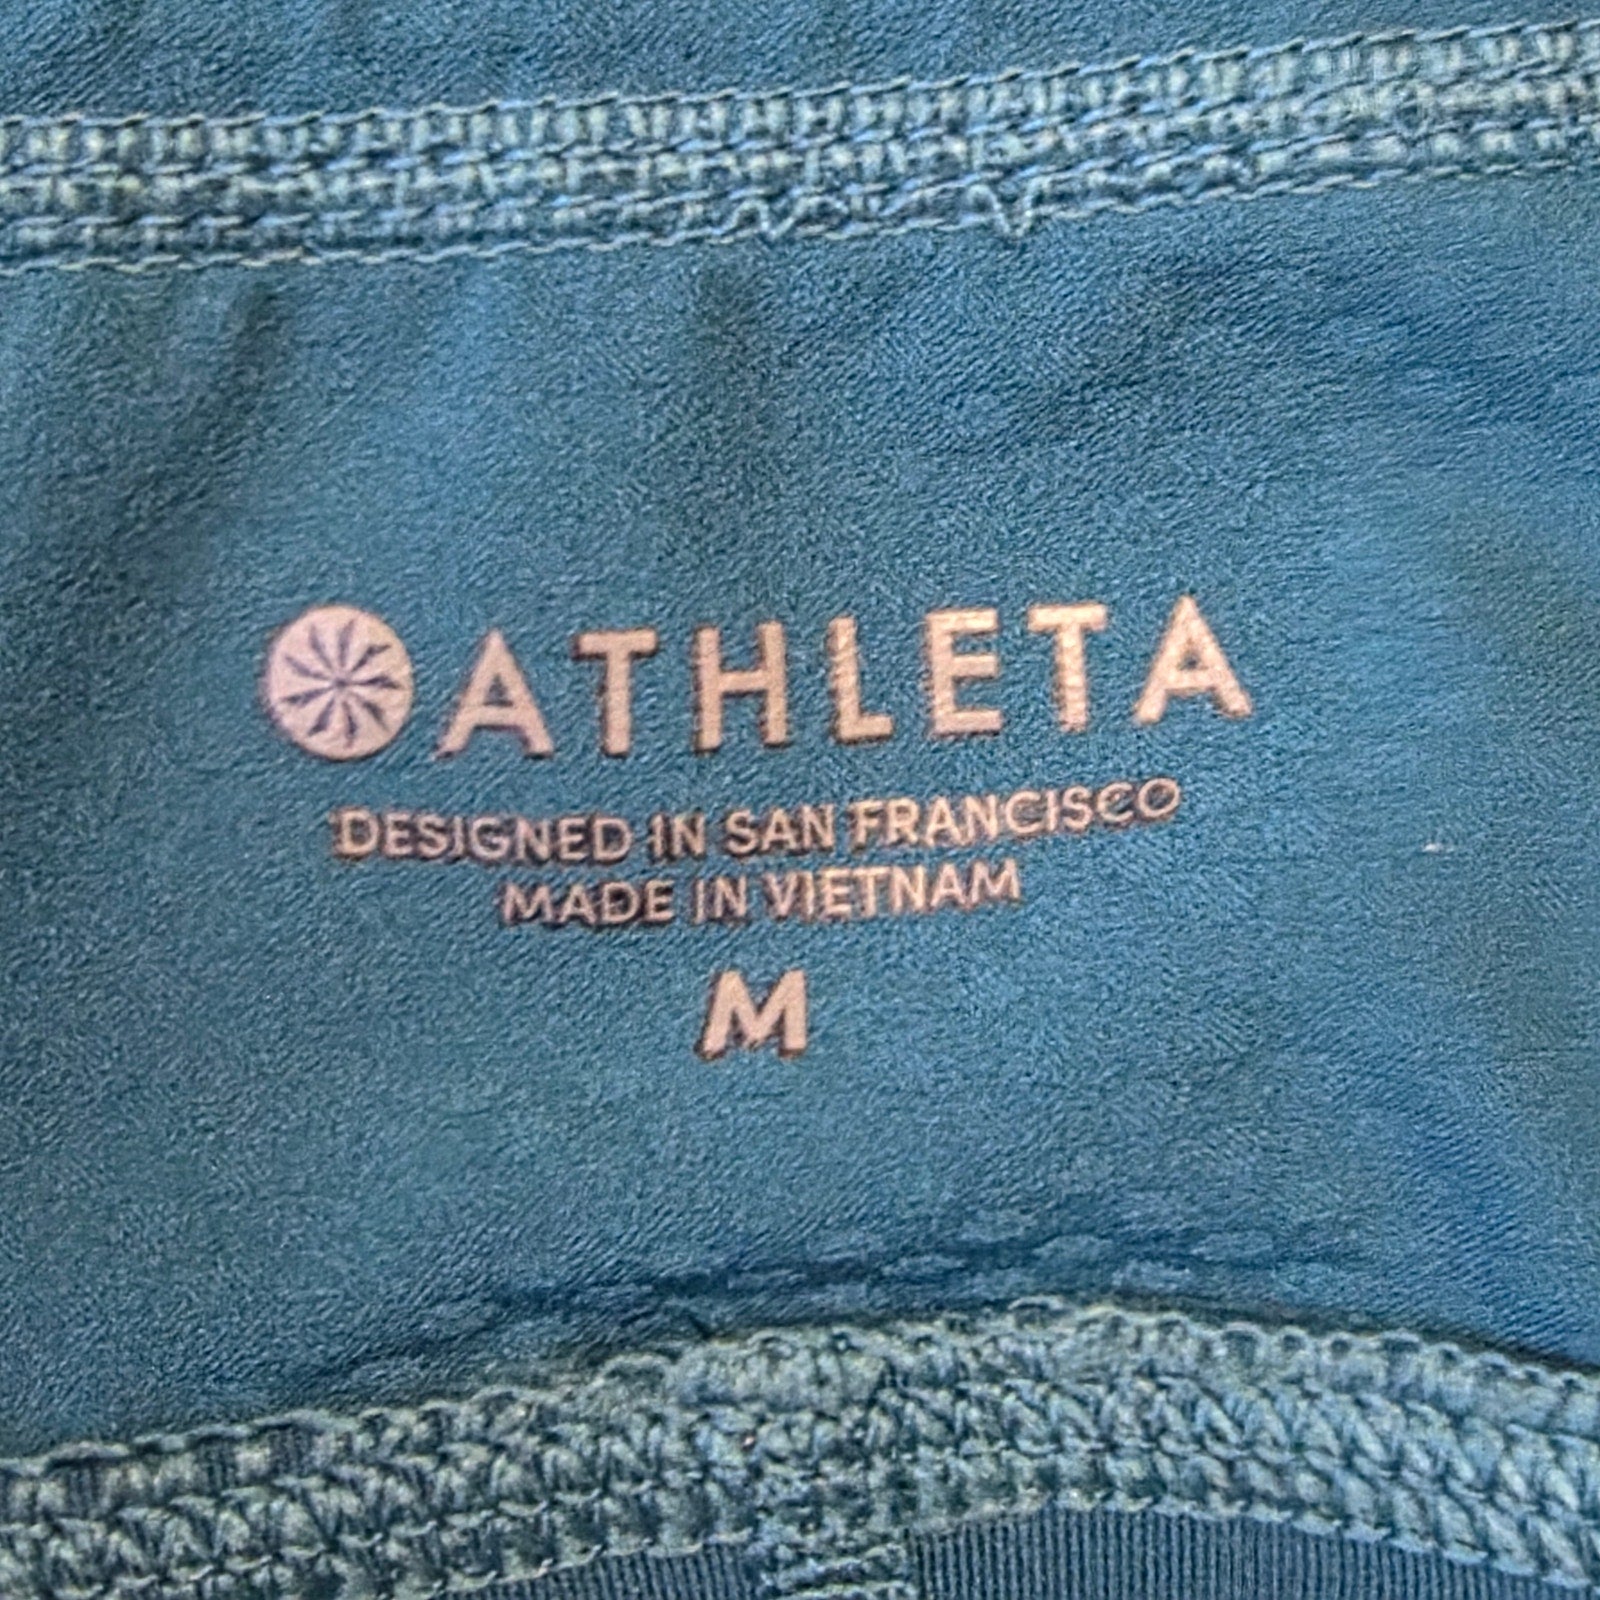 ATHLETA
DESIGNED IN SAN FRANCISCO
MADE IN VIETNAM
M